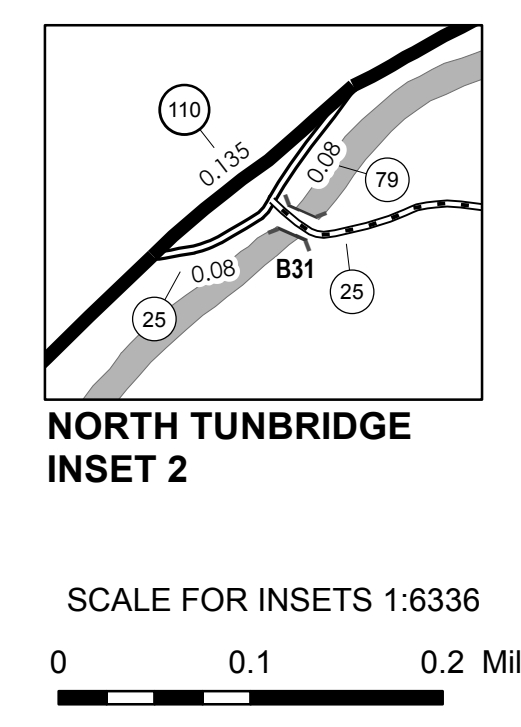 110
0.135
0.08
79
0.08
B31
25
25
NORTH TUNBRIDGE
INSET 2
SCALE FOR INSETS 1:6336
0 0.1 0.2 Mil